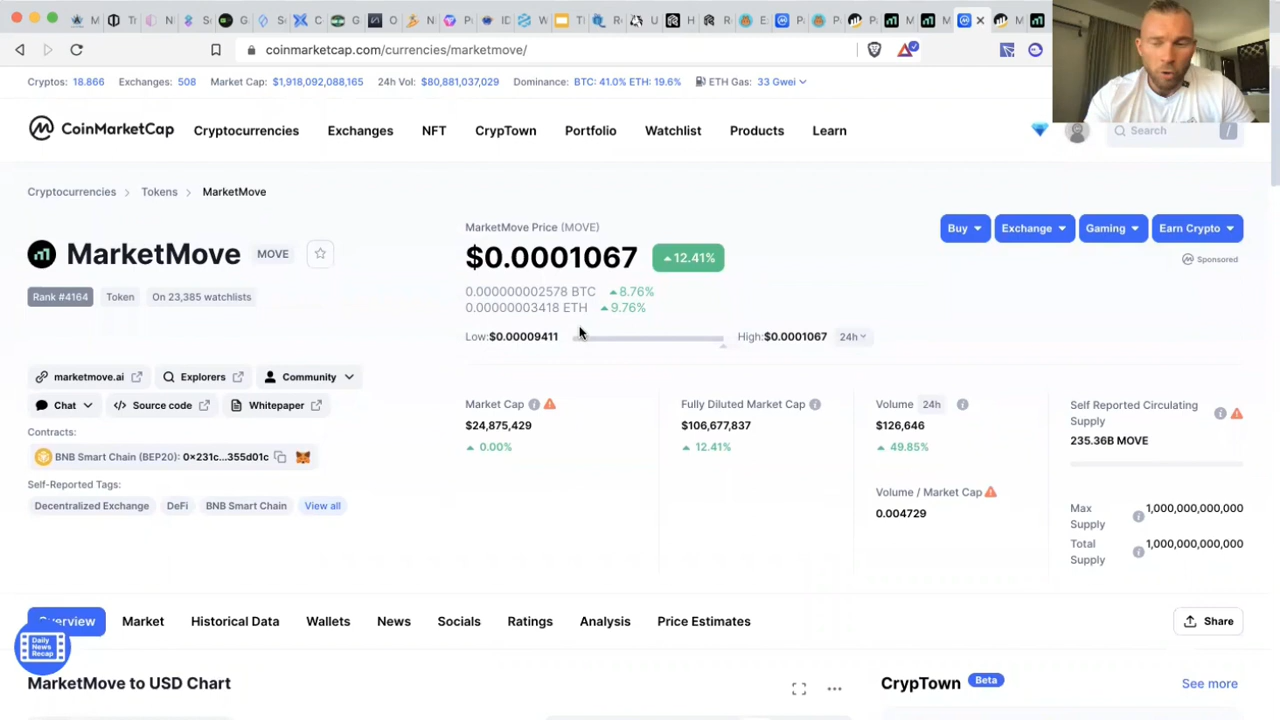 coinmarketcap.com/currencies/marketmove/
Cryptos: 18.866 Exchanges: 508 Market Cap: $1,918,092,088,165 24h Vol: $80,881,037,029 Dominance: BTC: 41.0% ETH: 19.6% ETH Gas: 33 Gwei
CoinMarketCap Cryptocurrencies Exchanges NFT CrypTown Portfolio Watchlist Products Learn Search /
Cryptocurrencies > Tokens > MarketMove
MarketMove MOVE
Rank #4164 Token On 23,385 watchlists
marketmove.ai Explorers Community
Chat Source code Whitepaper
Contracts:
BNB Smart Chain (BEP20): 0x231c...355d01c
Self-Reported Tags:
Decentralized Exchange DeFi BNB Smart Chain View all
MarketMove Price (MOVE)
$0.0001067 12.41%
0.000000002578 BTC 8.76%
0.00000003418 ETH 9.76%
Low:$0.00009411 High:$0.0001067 24h
Buy Exchange Gaming Earn Crypto
Sponsored
Market Cap
$24,875,429
0.00%
Fully Diluted Market Cap
$106,677,837
12.41%
Volume 24h
$126,646
49.85%
Volume / Market Cap
0.004729
Self Reported Circulating
Supply
235.36B MOVE
Max
Supply
1,000,000,000,000
Total
Supply
1,000,000,000,000
Overview Market Historical Data Wallets News Socials Ratings Analysis Price Estimates Share
Daily
News
Recap
MarketMove to USD Chart
CrypTown Beta See more